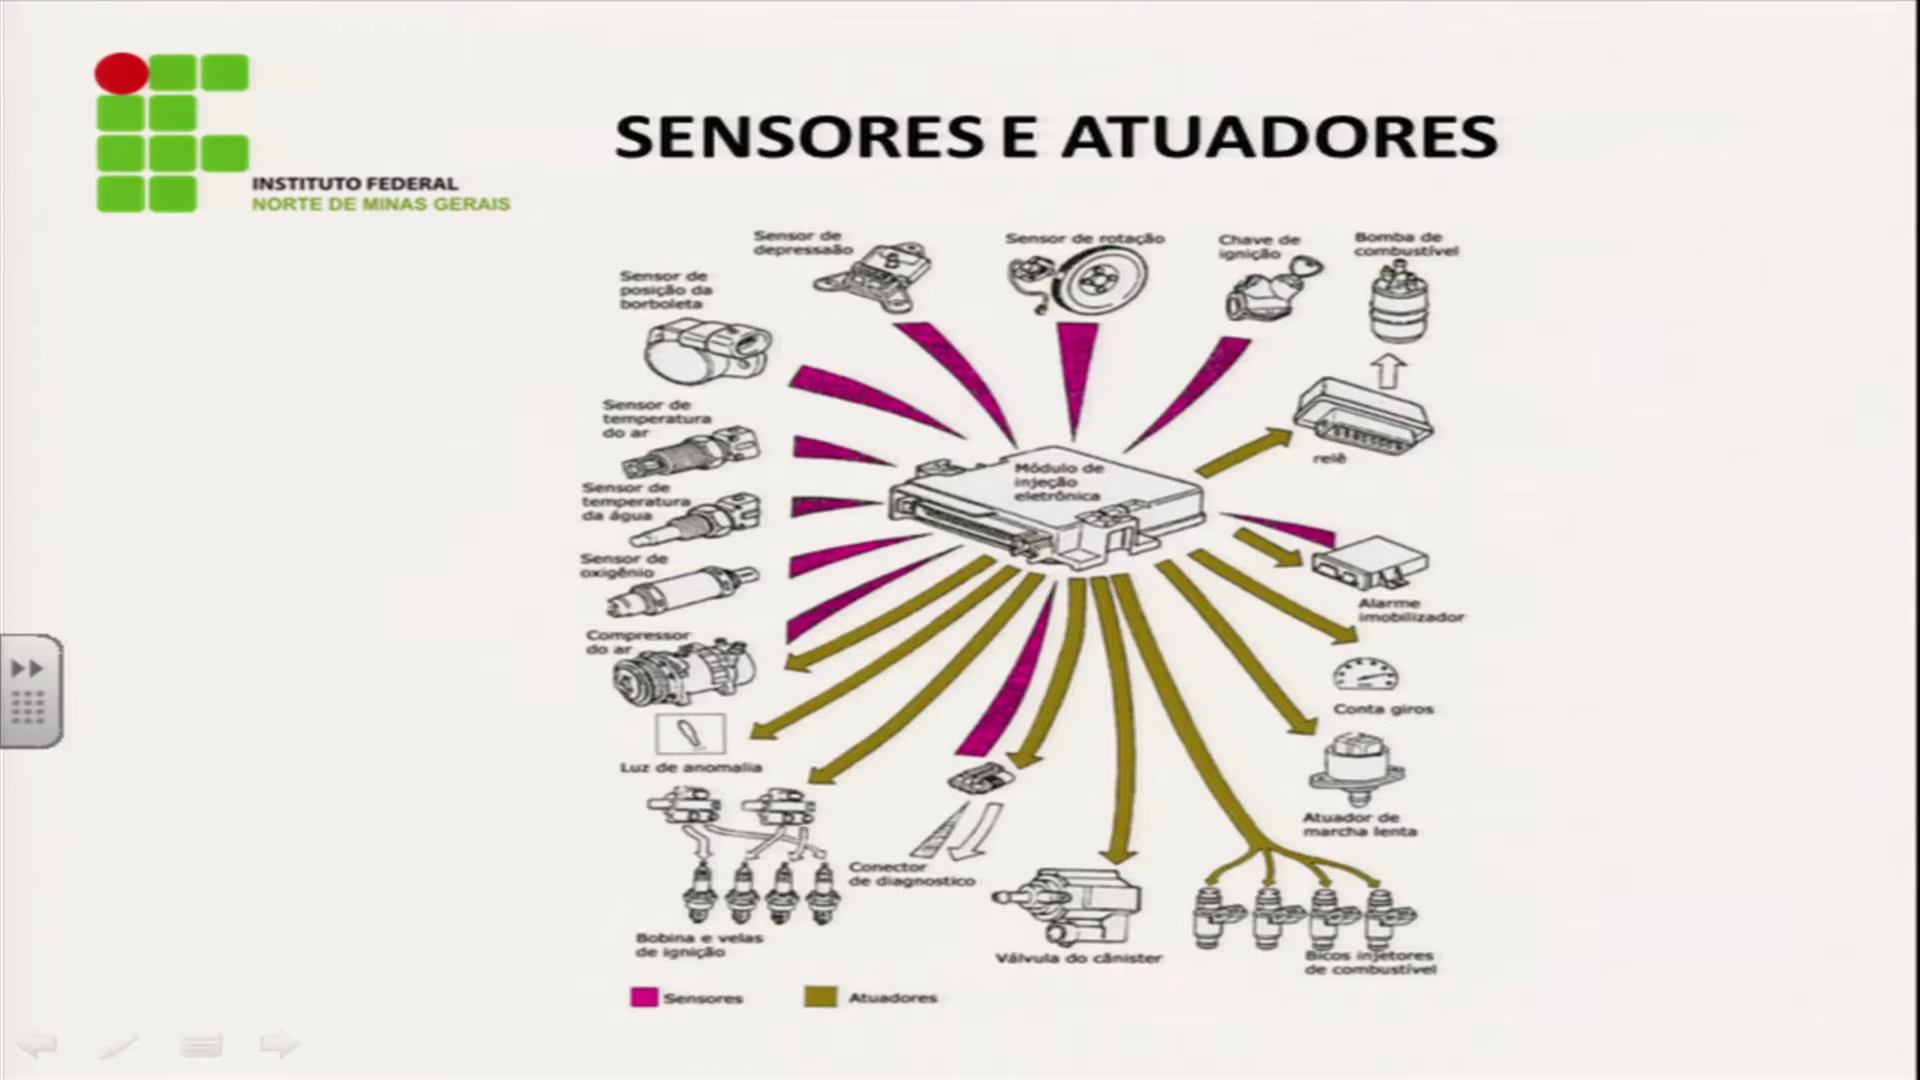 INSTITUTO FEDERAL
NORTE DE MINAS GERAIS
SENSORES E ATUADORES
Sensor de
depressaão
Sensor de rotação
Chave de
ignição
Bomba de
combustível
Sensor de
posição da
borboleta
Sensor de
temperatura
do ar
relê
Módulo de
injeção
eletrônica
Sensor de
temperatura
da água
Sensor de
oxigênio
Alarme
imobilizador
Compressor
do ar
Conta giros
Luz de anomalia
Atuador de
marcha lenta
Conector
de diagnostico
Bobina e velas
de ignição
Válvula do cânister
Bicos injetores
de combustível
Sensores
Atuadores